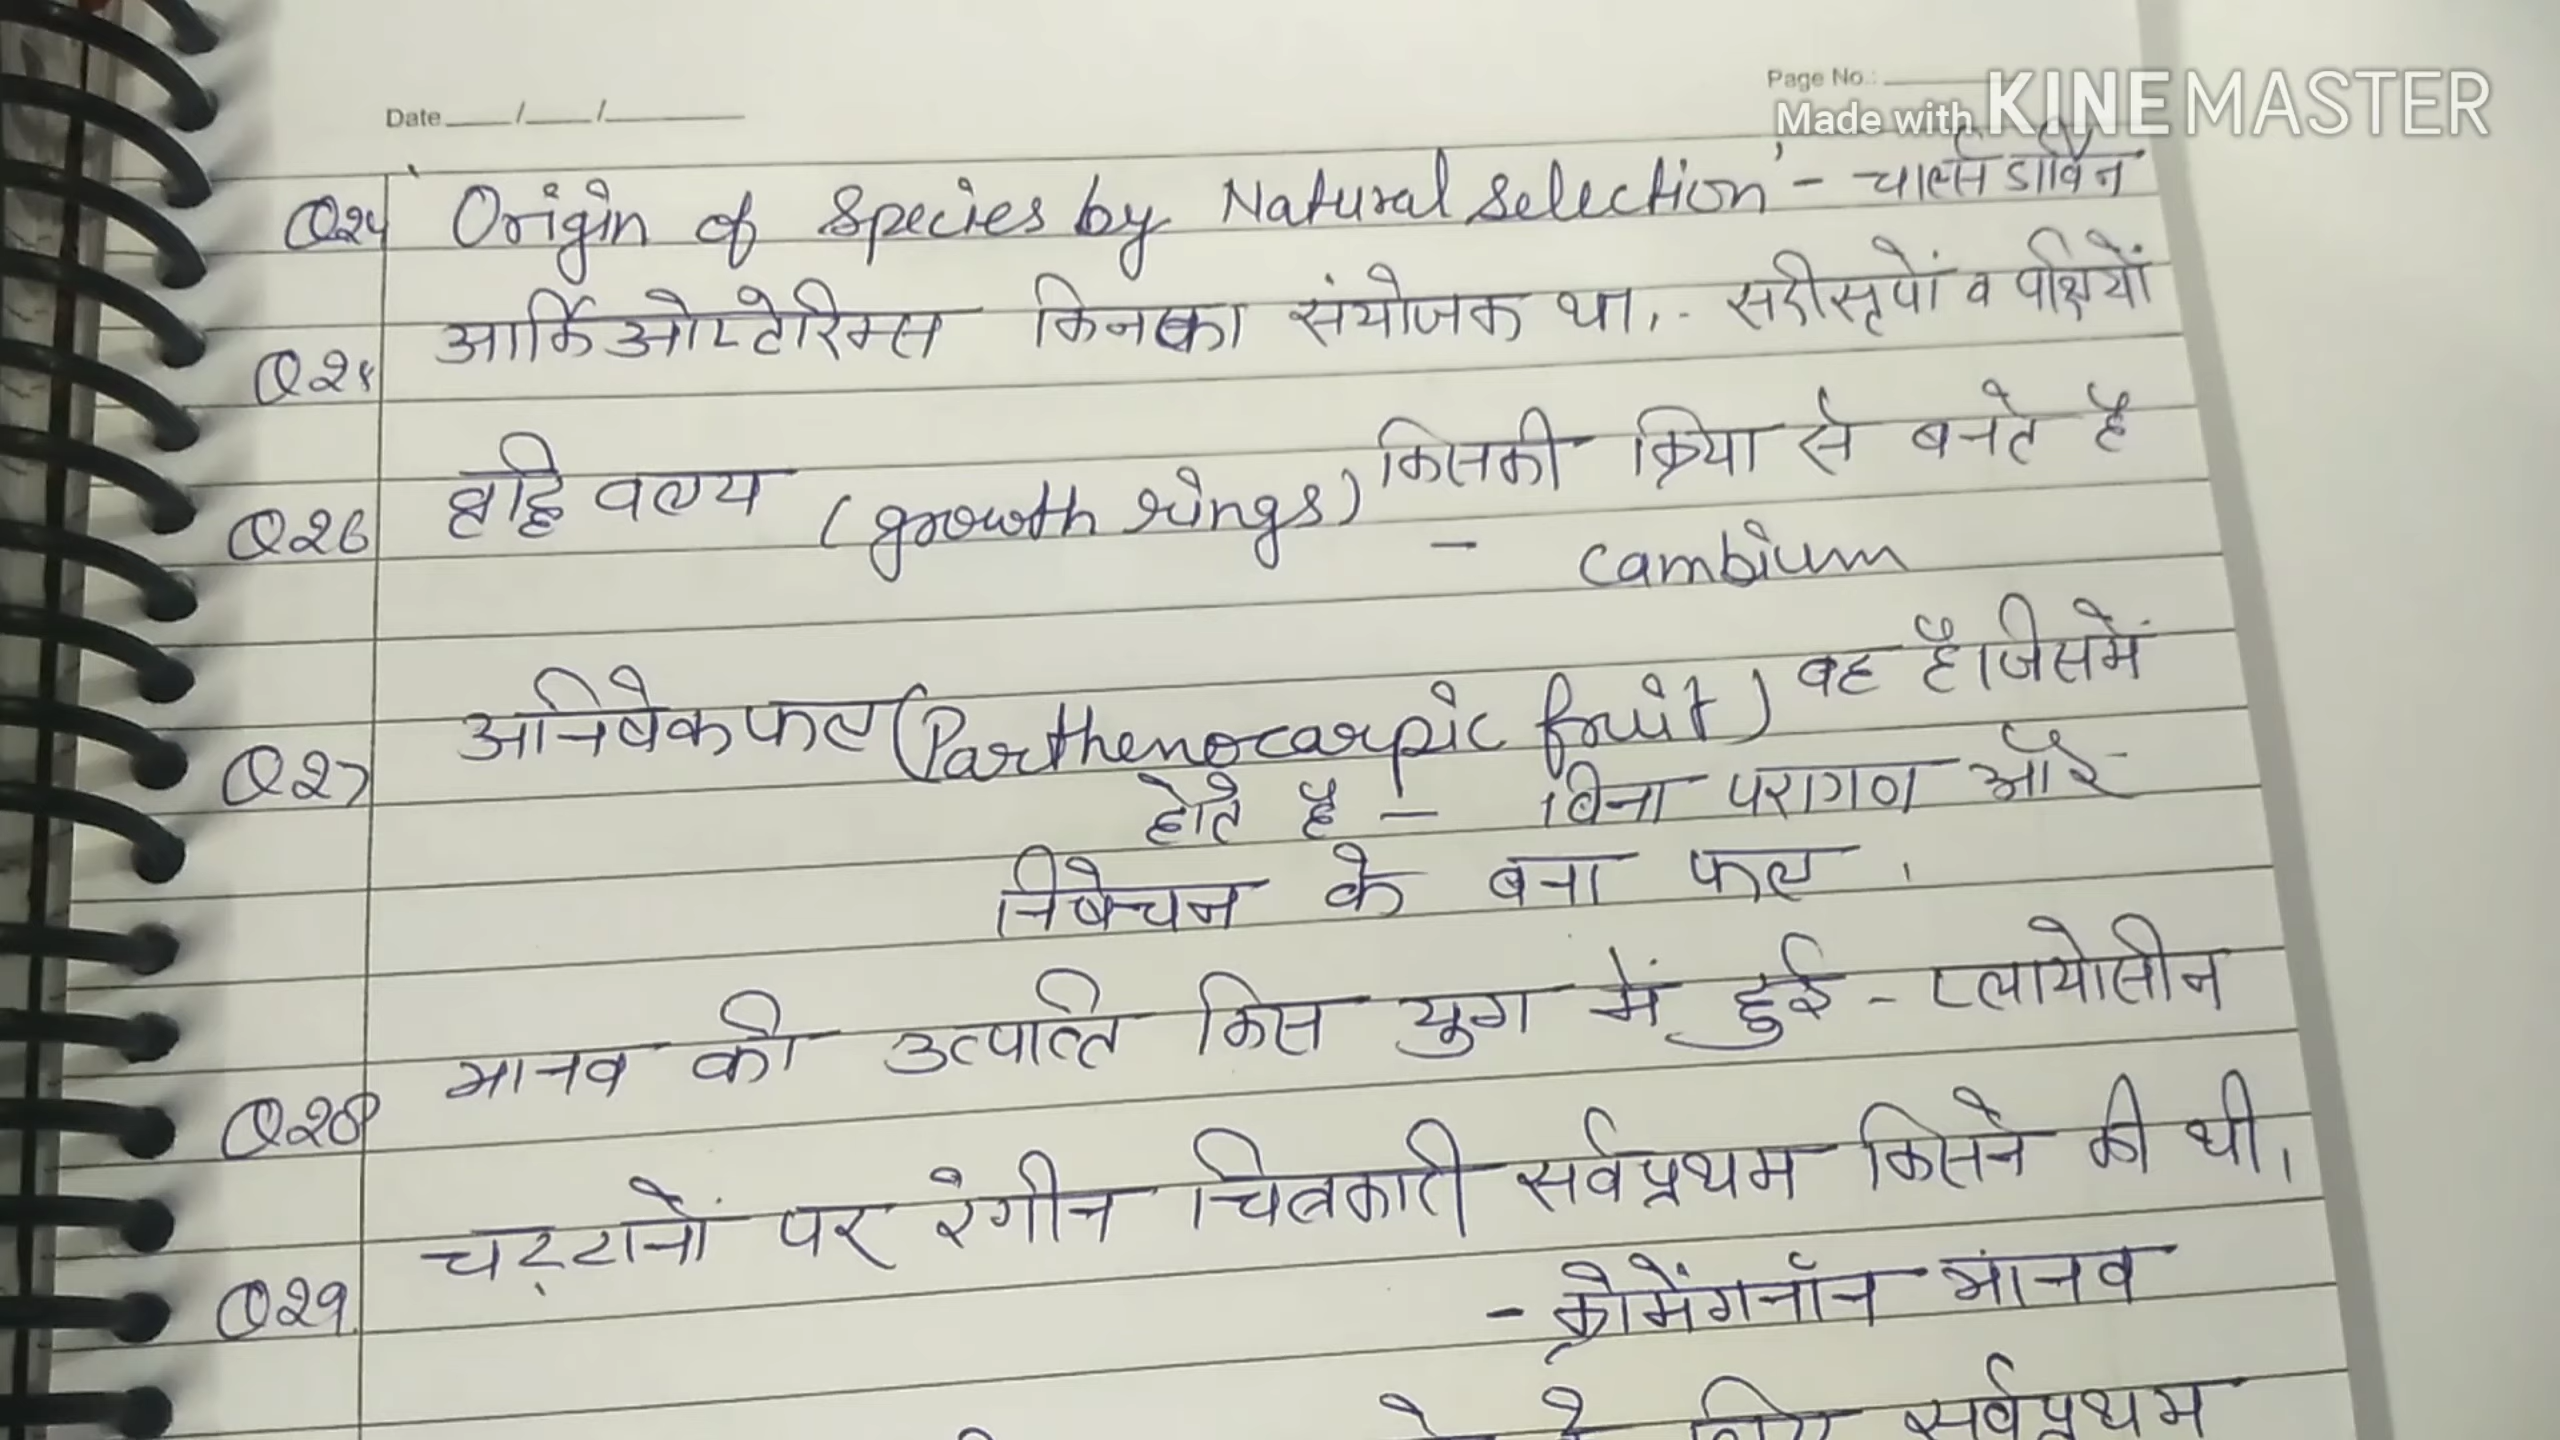 Date / /
Page No.:
Made with KINEMASTER
Q24 'Origin of Species by Natural Selection' - चार्ल्स डार्विन
Q25 आर्किओप्टेरिक्स किनका संयोजक था। - सरीसृपों व पक्षियों
Q26 वृद्धि वलय (growth rings) किसकी क्रिया से बनते है
- Cambium
Q27 अनिषेक फल (Parthenocarpic fruit) वह है जिसमें
होते है - बिना परागण और
निषेचन के बना फल ।
Q28 मानव की उत्पत्ति किस युग में हुई - प्लायोसीन
Q29 चट्टानों पर रंगीन चित्रकारी सर्वप्रथम किसने की थी।
- क्रोमेंगनॉन मानव
सर्वप्रथम